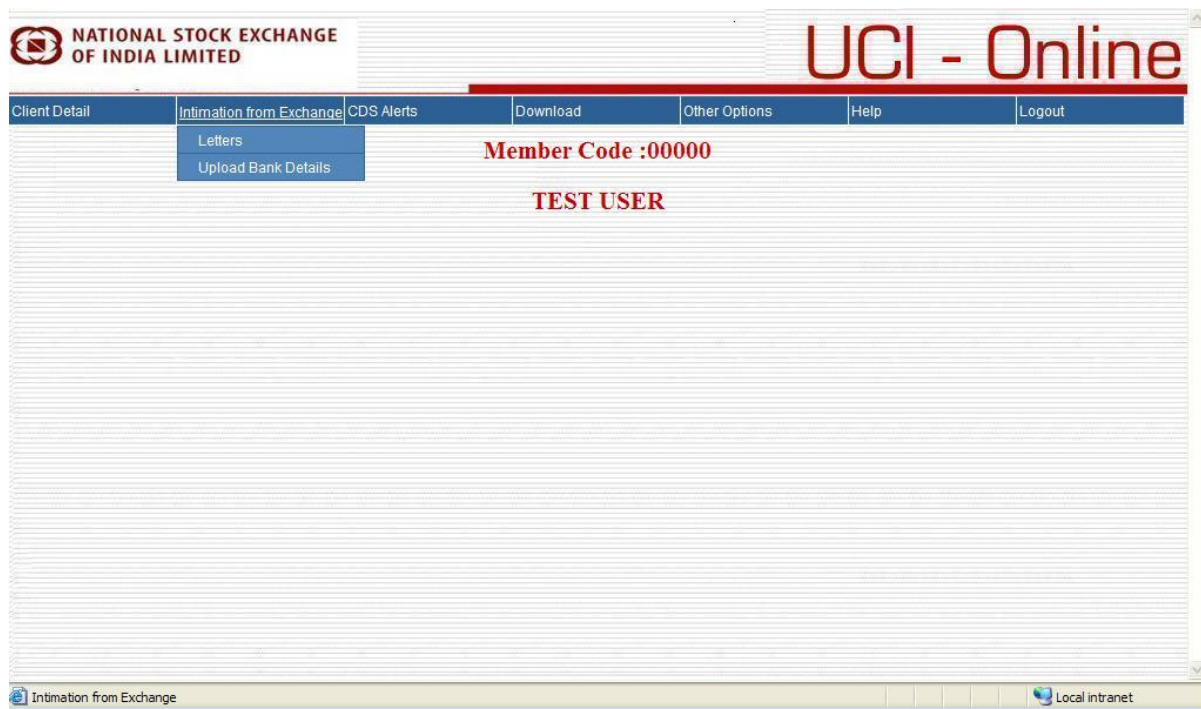 NATIONAL STOCK EXCHANGE
OF INDIA LIMITED
UCI - Online
Client Detail
Intimation from Exchange
CDS Alerts
Download
Other Options
Help
Logout
Letters
Upload Bank Details
Member Code :00000
TEST USER
Intimation from Exchange
Local intranet